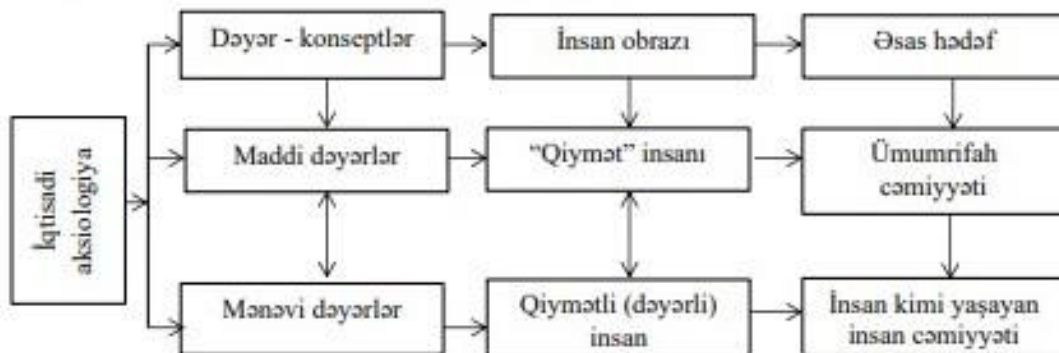 Dəyər - konseptlər
İnsan obrazı
Əsas hədəf
İqtisadi
aksiologiya
Maddi dəyərlər
“Qiymət” insanı
Ümumrifah
cəmiyyəti
Mənəvi dəyərlər
Qiymətli (dəyərli)
insan
İnsan kimi yaşayan
insan cəmiyyəti